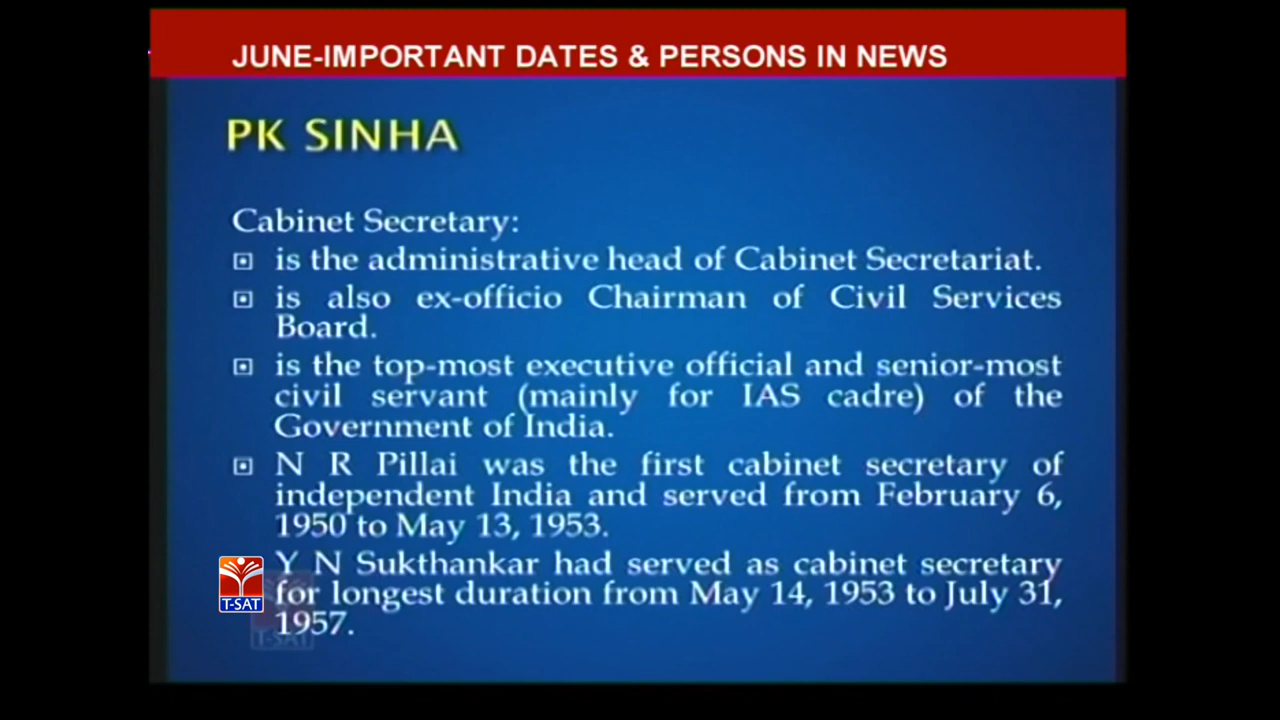 JUNE-IMPORTANT DATES & PERSONS IN NEWS
PK SINHA
Cabinet Secretary:
is the administrative head of Cabinet Secretariat.
is also ex-officio Chairman of Civil Services
Board.
is the top-most executive official and senior-most
civil servant (mainly for IAS cadre) of the
Government of India.
N R Pillai was the first cabinet secretary of
independent India and served from February 6,
1950 to May 13, 1953.
Y N Sukthankar had served as cabinet secretary
for longest duration from May 14, 1953 to July 31,
1957.
T-SAT
T-SAT